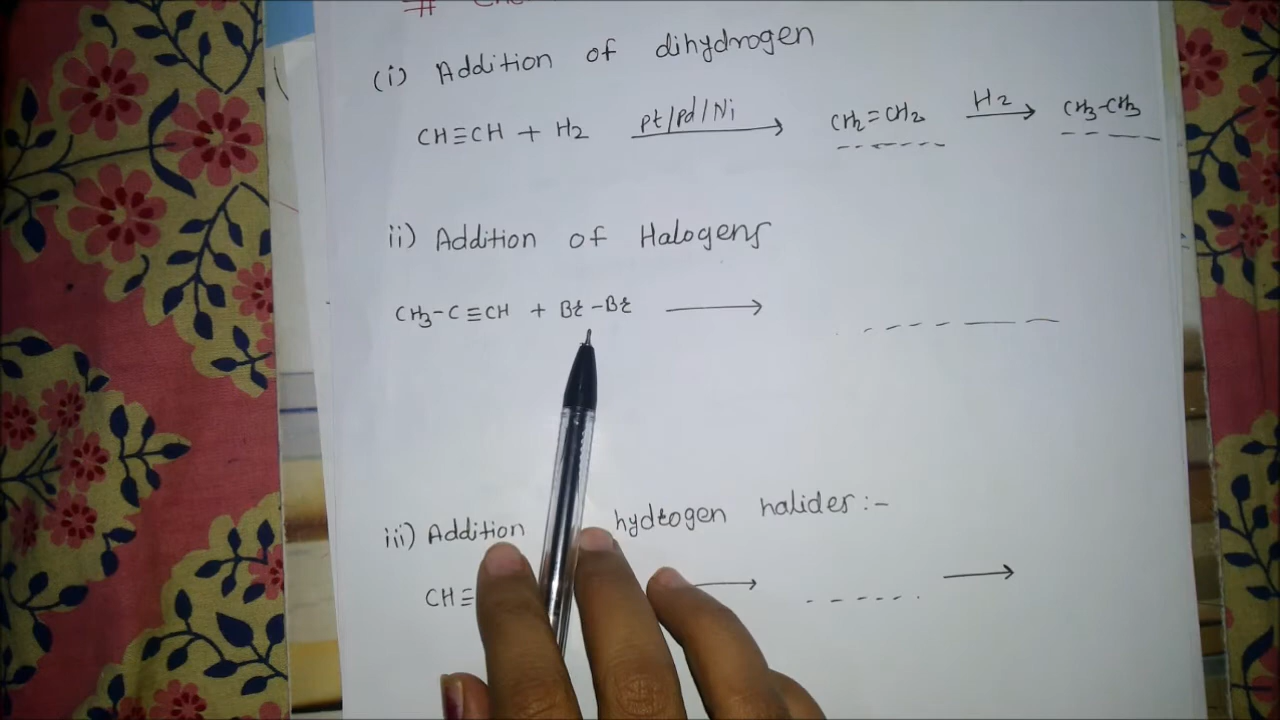 (i) Addition of dihydrogen
CH≡CH + H2 pt/pd/Ni → CH2=CH2 H2 → CH3-CH3
ii) Addition of Halogens
CH3-C≡CH + Br-Br →
iii) Addition hydrogen halides:-
CH≡ → →